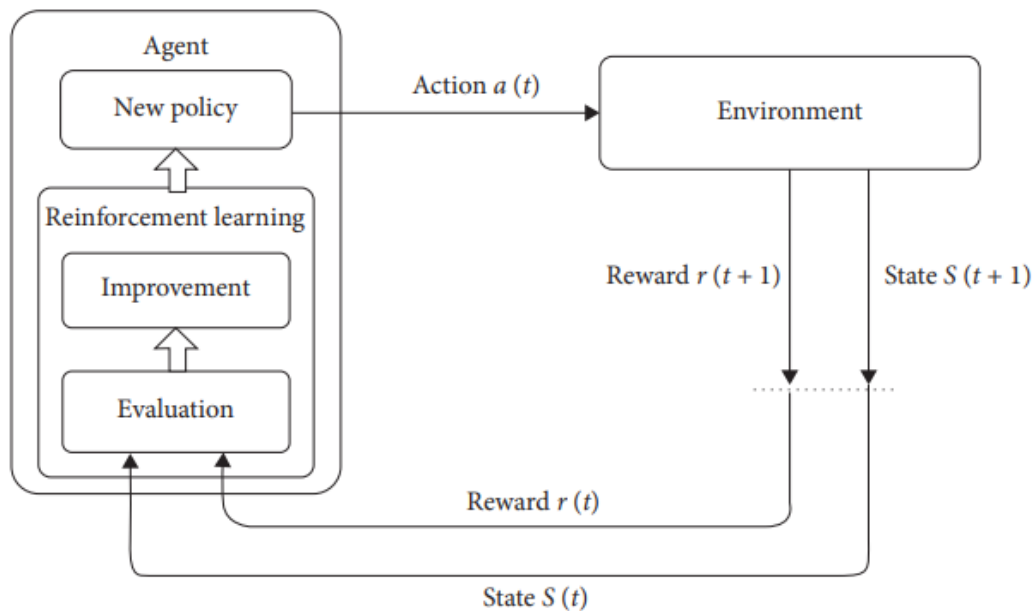 Agent
New policy
Action a (t)
Environment
Reinforcement learning
Improvement
Reward r (t + 1)
State S (t + 1)
Evaluation
Reward r (t)
State S (t)